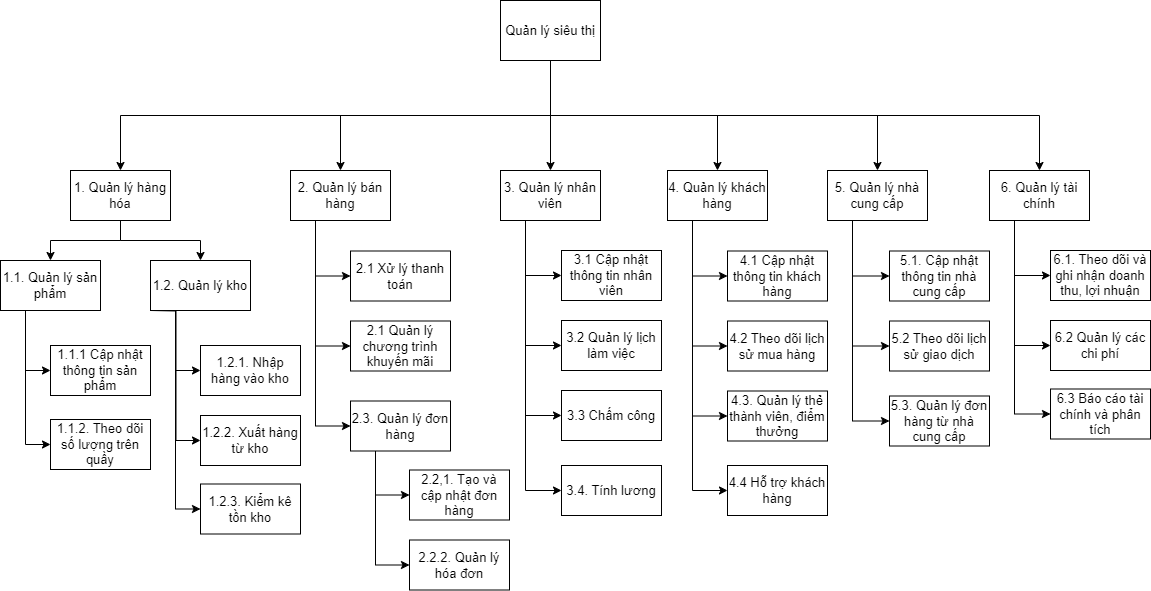 Quản lý siêu thị
1. Quản lý hàng
hóa
2. Quản lý bán
hàng
3. Quản lý nhân
viên
4. Quản lý khách
hàng
5. Quản lý nhà
cung cấp
6. Quản lý tài
chính
1.1. Quản lý sản
phẩm
1.1.1 Cập nhật
thông tin sản
phẩm
1.1.2. Theo dõi
số lượng trên
quầy
1.2. Quản lý kho
1.2.1. Nhập
hàng vào kho
1.2.2. Xuất hàng
từ kho
1.2.3. Kiểm kê
tồn kho
2.1 Xử lý thanh
toán
2.1 Quản lý
chương trình
khuyến mãi
2.3. Quản lý đơn
hàng
2.2,1. Tạo và
cập nhật đơn
hàng
2.2.2. Quản lý
hóa đơn
3.1 Cập nhật
thông tin nhân
viên
3.2 Quản lý lịch
làm việc
3.3 Chấm công
3.4. Tính lương
4.1 Cập nhật
thông tin khách
hàng
4.2 Theo dõi lịch
sử mua hàng
4.3. Quản lý thẻ
thành viên, điểm
thưởng
4.4 Hỗ trợ khách
hàng
5.1. Cập nhật
thông tin nhà
cung cấp
5.2 Theo dõi lịch
sử giao dịch
5.3. Quản lý đơn
hàng từ nhà
cung cấp
6.1. Theo dõi và
ghi nhận doanh
thu, lợi nhuận
6.2 Quản lý các
chi phí
6.3 Báo cáo tài
chính và phân
tích